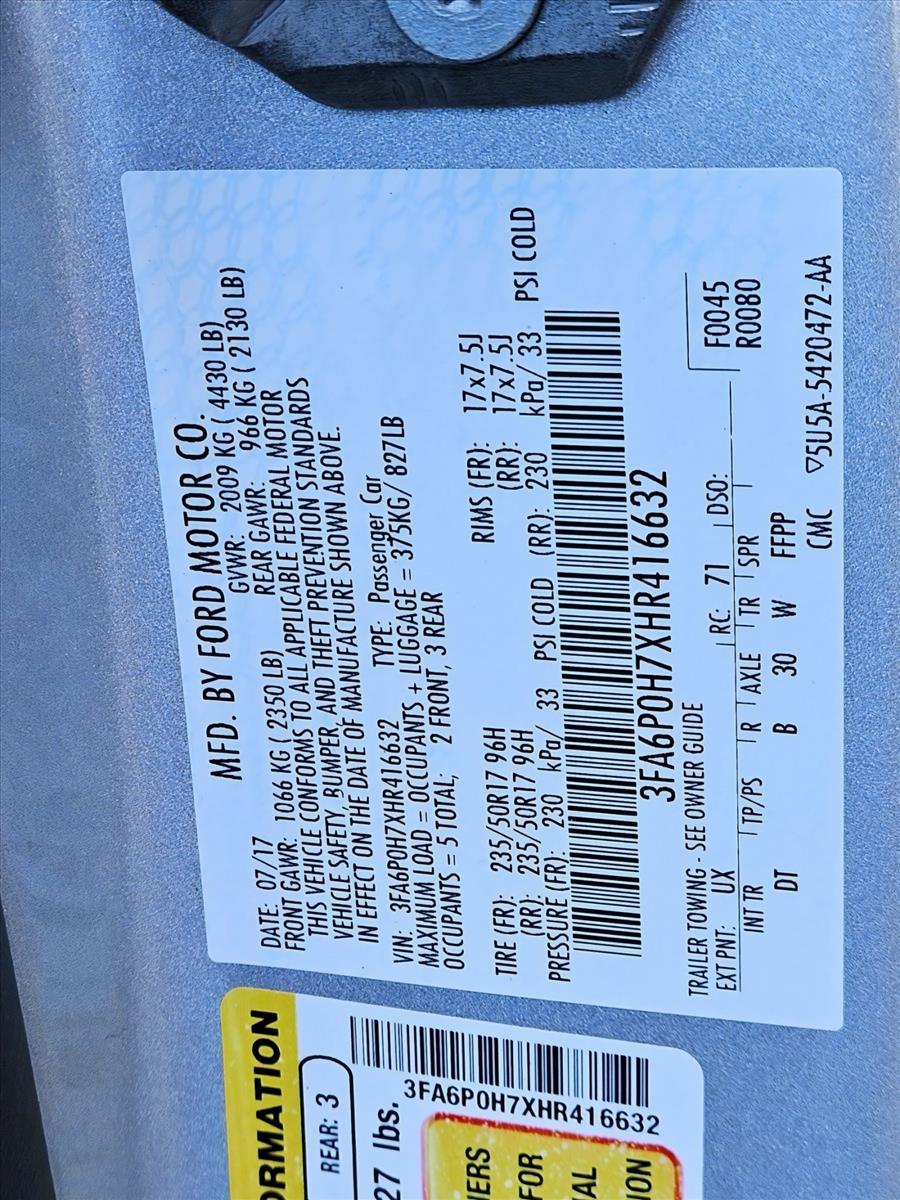 MFD. BY FORD MOTOR CO.
DATE: 07/17 GVWR: 2009 KG ( 4430 LB)
FRONT GAWR: 1066 KG ( 2350 LB) REAR GAWR: 966 KG ( 2130 LB)
THIS VEHICLE CONFORMS TO ALL APPLICABLE FEDERAL MOTOR
VEHICLE SAFETY, BUMPER, AND THEFT PREVENTION STANDARDS
IN EFFECT ON THE DATE OF MANUFACTURE SHOWN ABOVE.
VIN: 3FA6P0H7XHR416632 TYPE: Passenger Car
MAXIMUM LOAD = OCCUPANTS + LUGGAGE = 375KG/ 827LB
OCCUPANTS = 5 TOTAL; 2 FRONT, 3 REAR
TIRE (FR): 235/50R17 96H RIMS (FR): 17x7.5J
(RR): 235/50R17 96H (RR): 17x7.5J
PRESSURE (FR): 230 kPa/ 33 PSI COLD (RR): 230 kPa/ 33 PSI COLD
3FA6P0H7XHR416632
TRAILER TOWING - SEE OWNER GUIDE
EXT PNT: UX RC: 71 DSO:
F0045
R0080
INT TR TP/PS R AXLE TR SPR
DT B 30 W FFPP
CMC ▽5U5A-5420472-AA
ORMATION
REAR: 3
27 lbs.
3FA6P0H7XHR416632
IERS
FOR
AL
ION